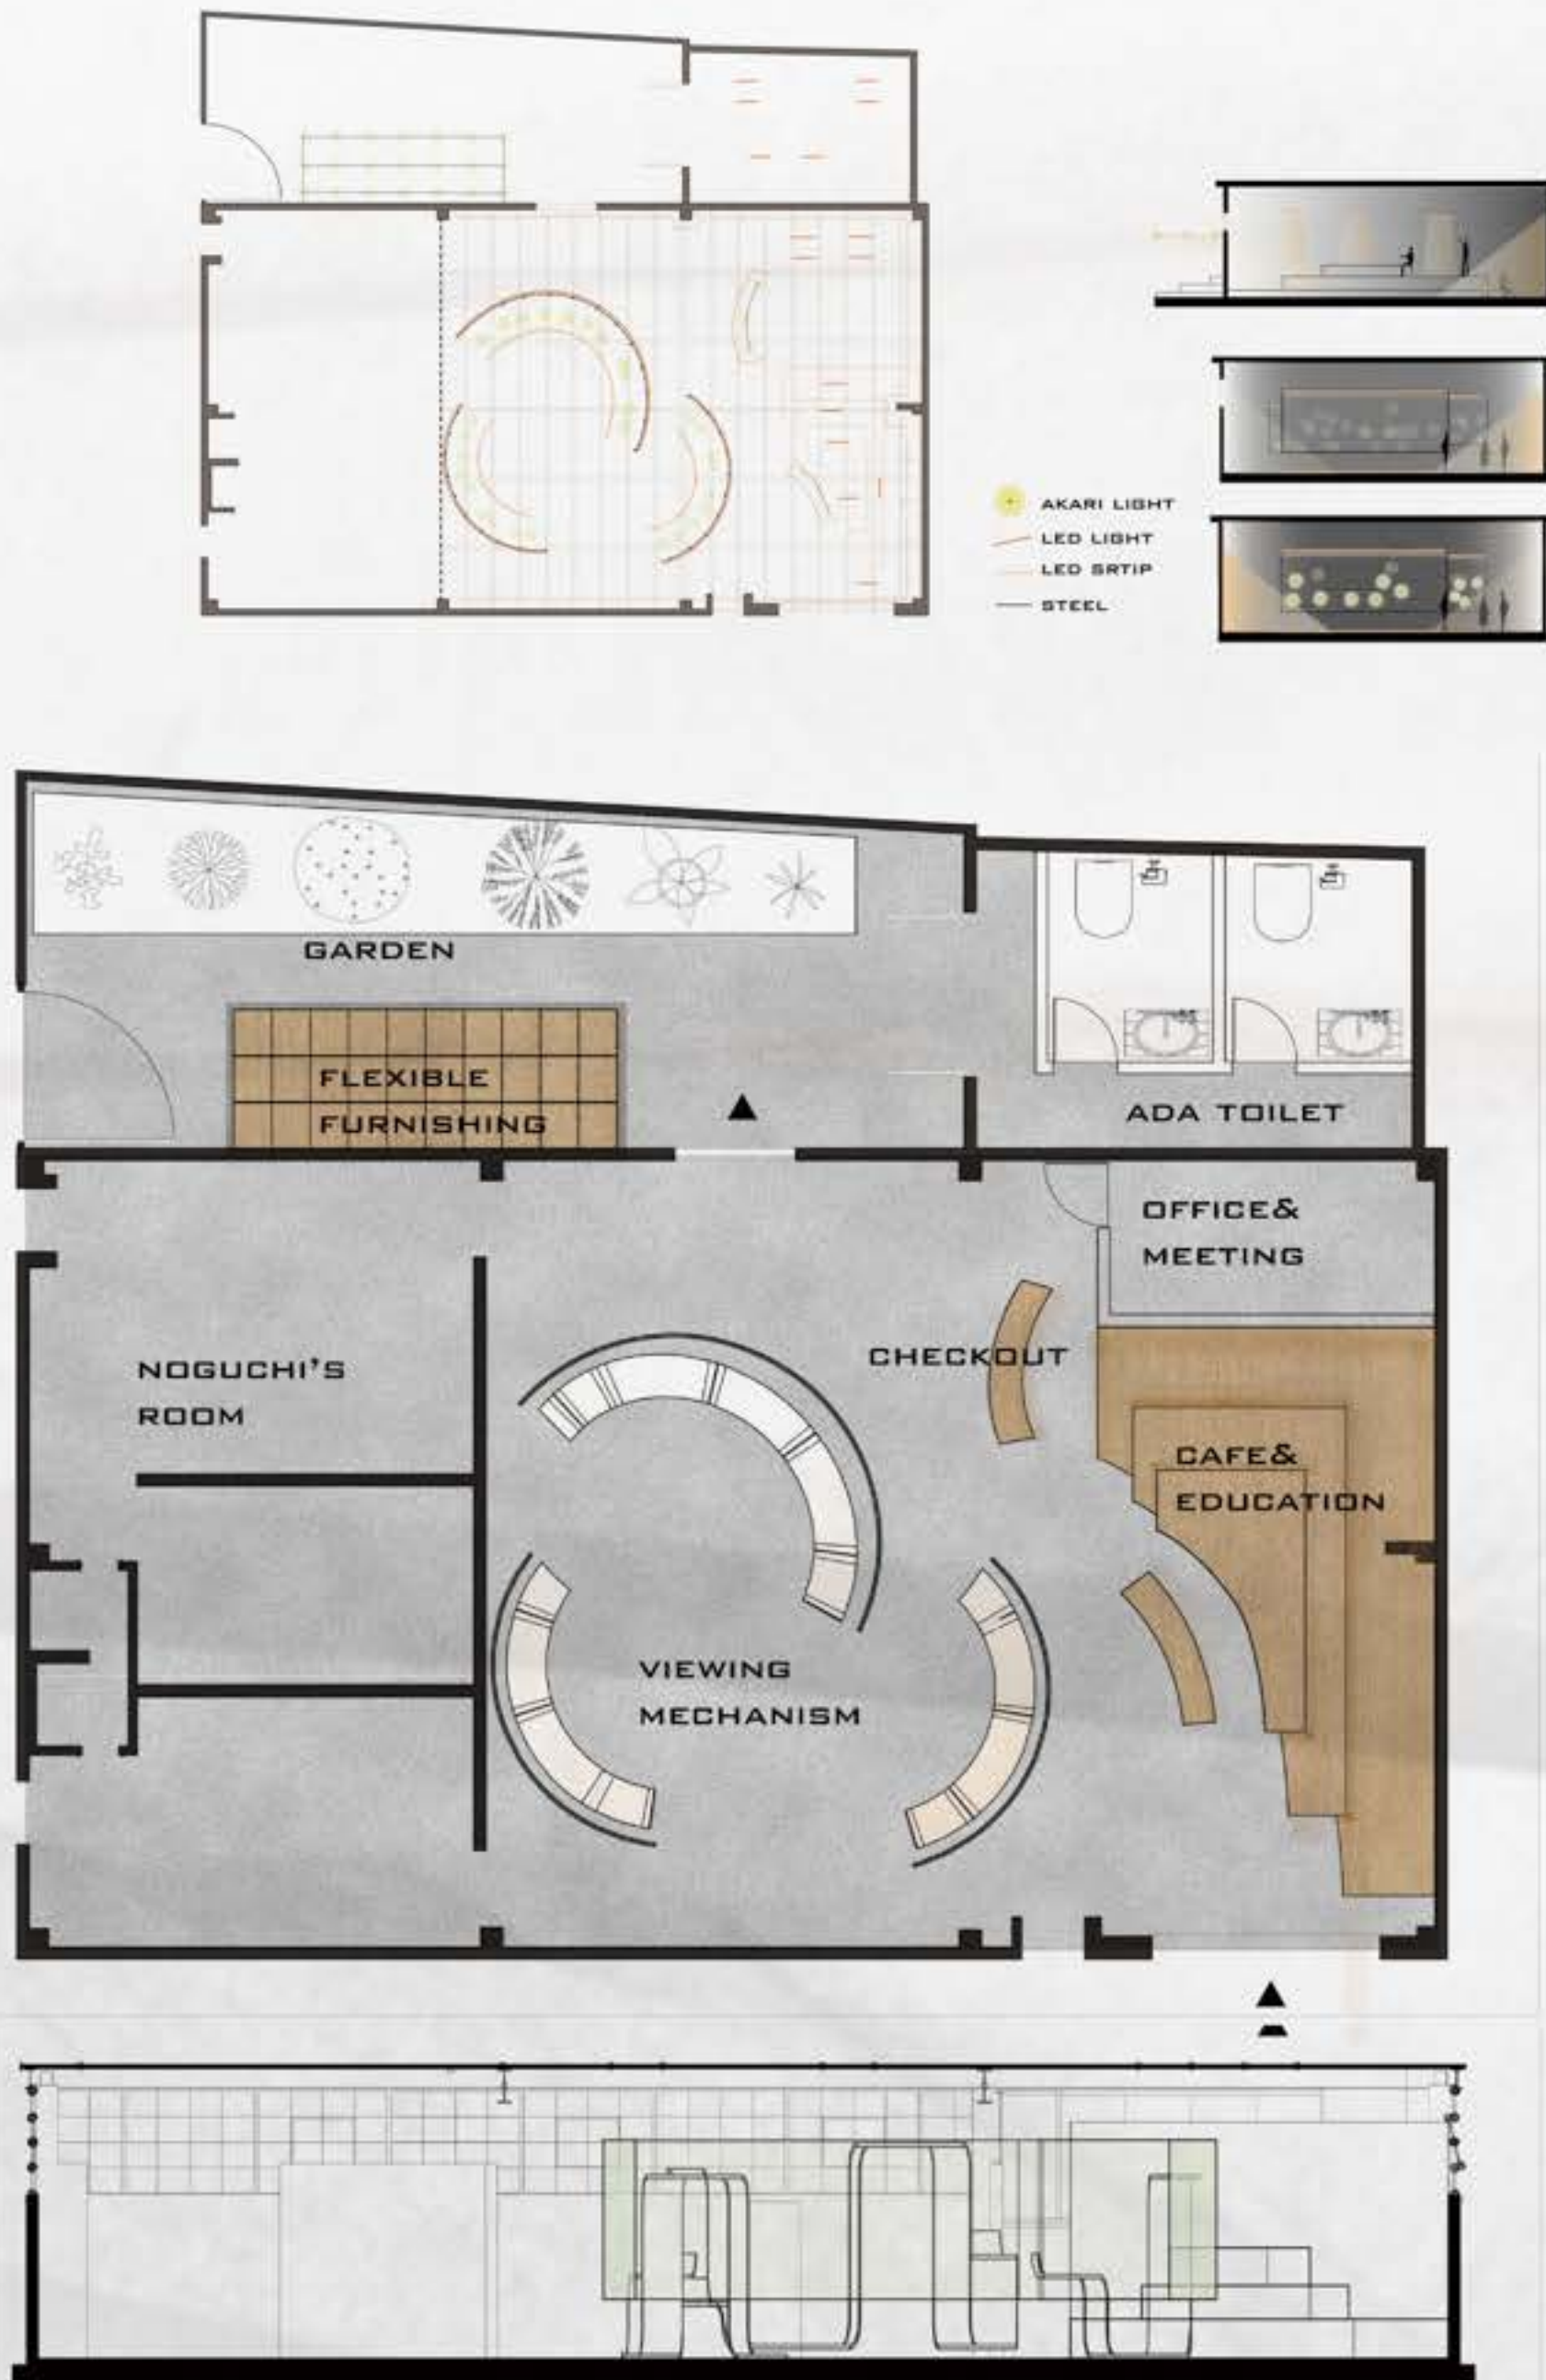 AKARI LIGHT
LED LIGHT
LED SRTIP
STEEL
GARDEN
FLEXIBLE
FURNISHING
ADA TOILET
OFFICE&
MEETING
NOGUCHI'S
ROOM
CHECKOUT
CAFE&
EDUCATION
VIEWING
MECHANISM